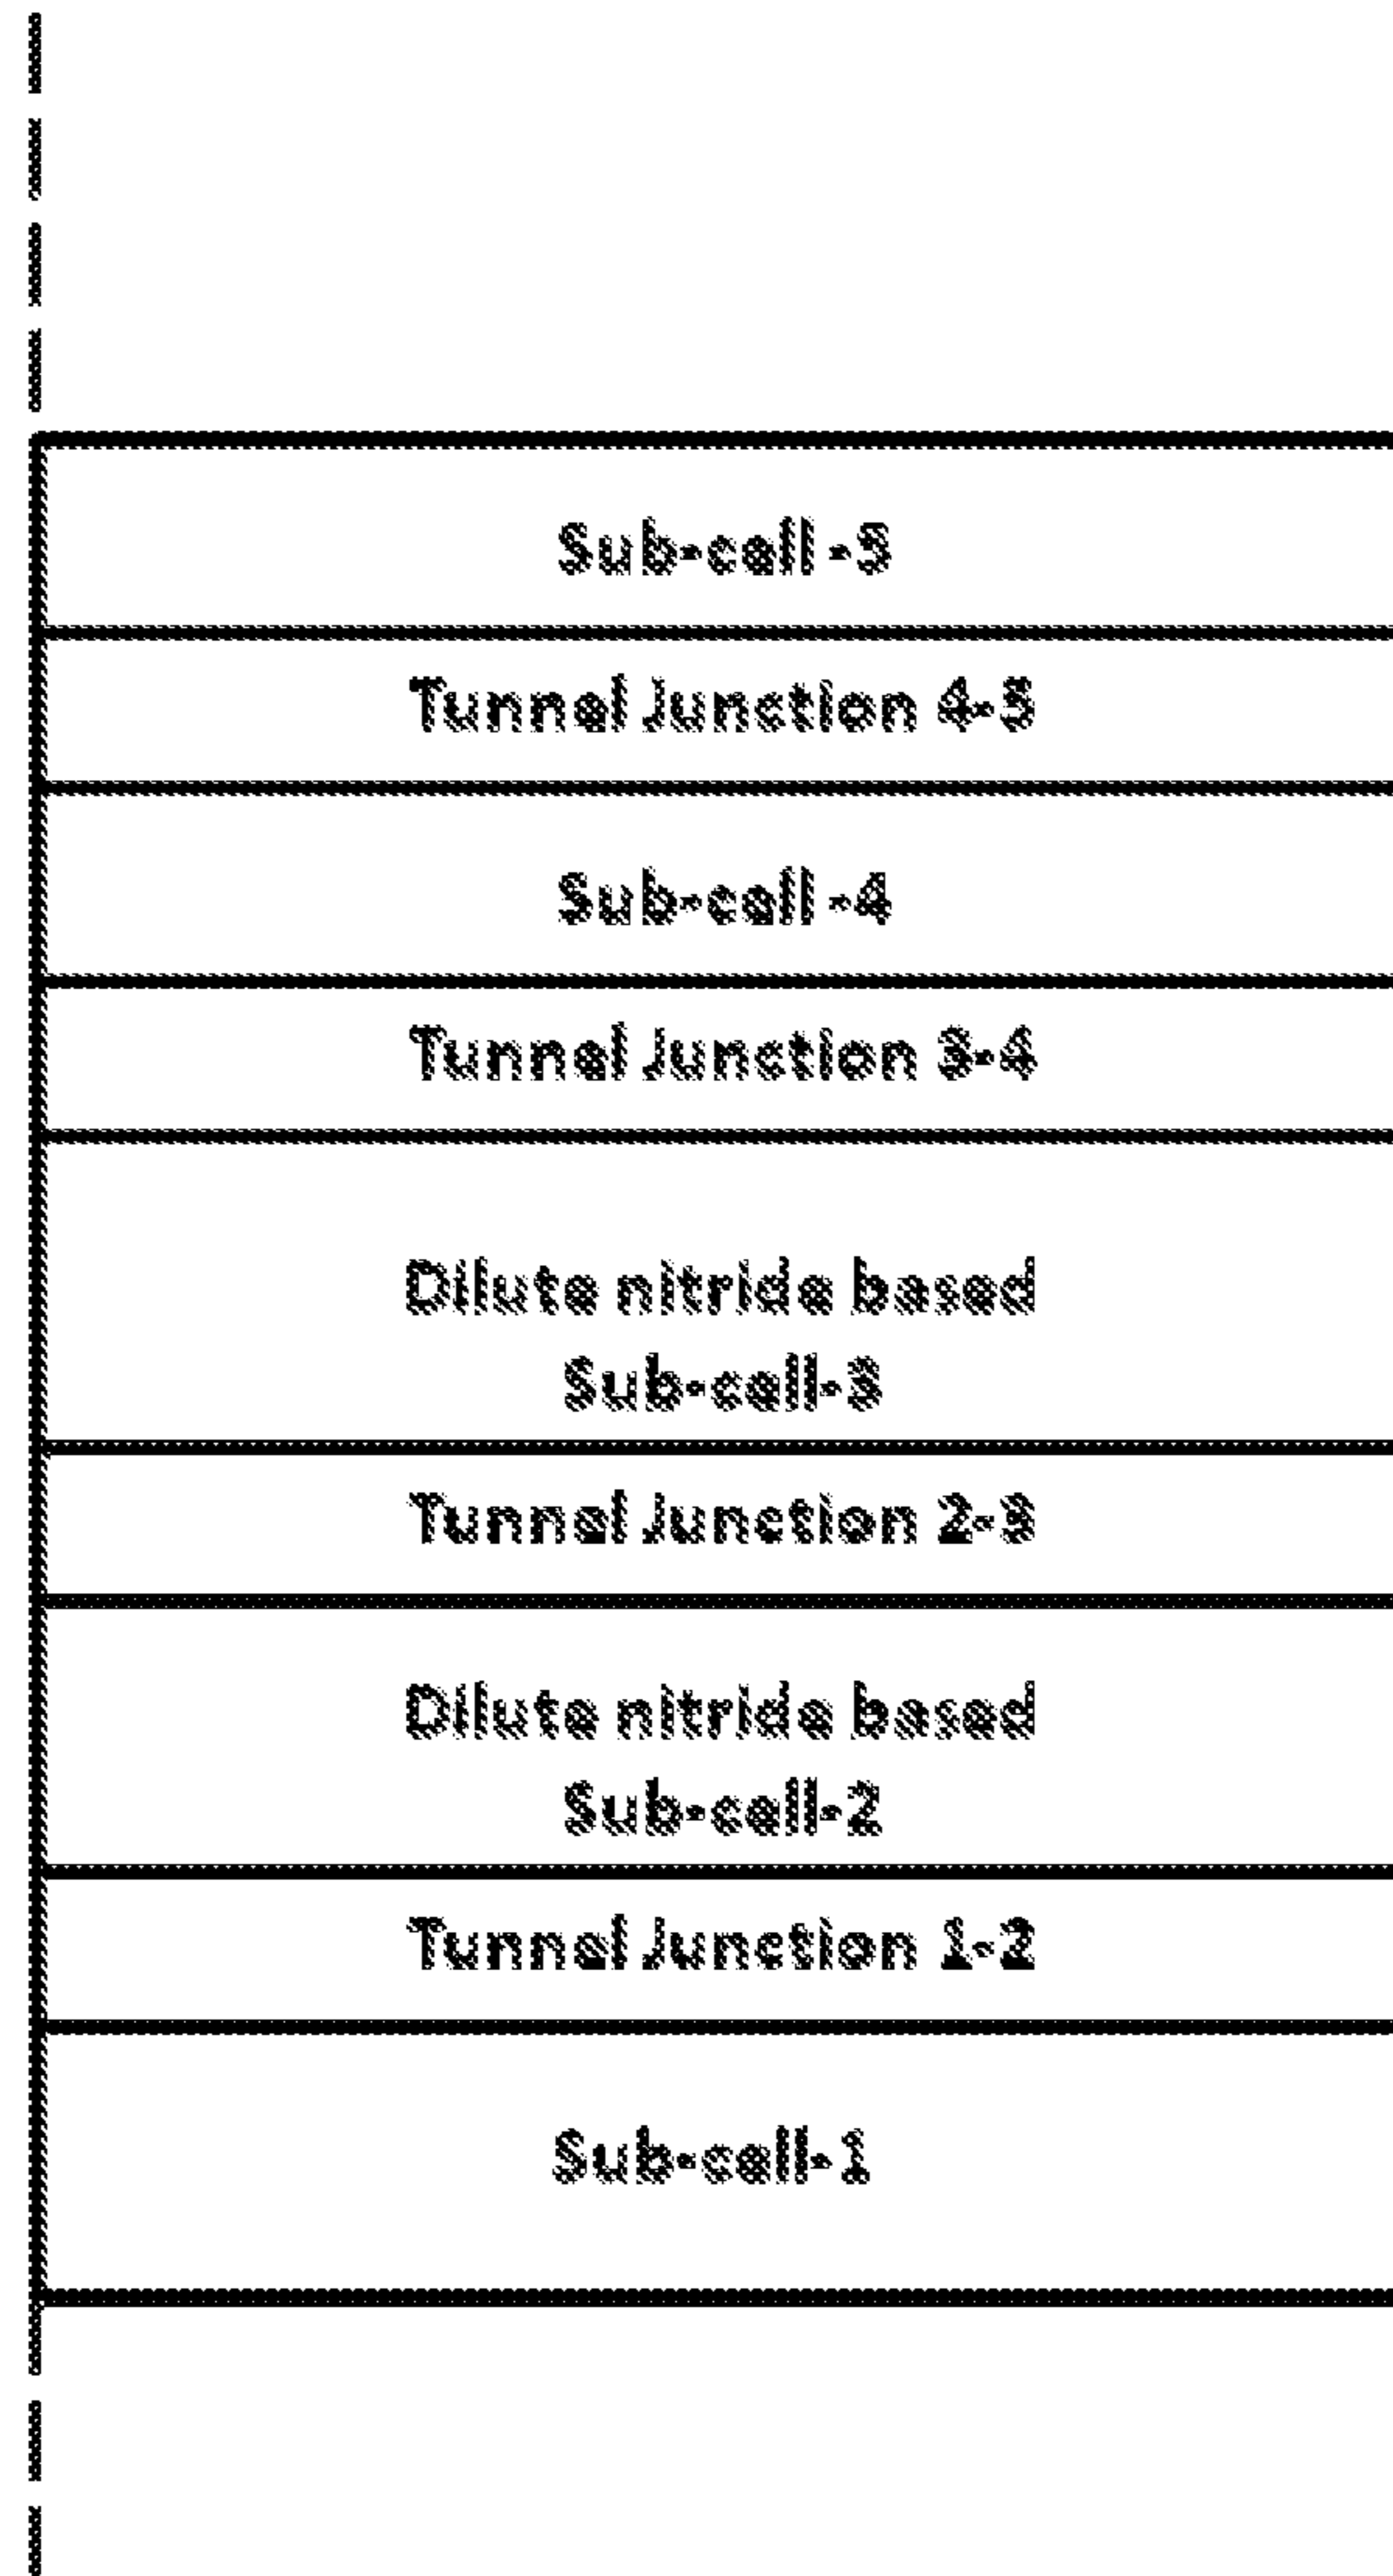 Sub-cell -5
Tunnel Junction 4-5
Sub-cell -4
Tunnel Junction 3-4
Dilute nitride based
Sub-cell-3
Tunnel Junction 2-3
Dilute nitride based
Sub-cell-2
Tunnel Junction 1-2
Sub-cell-1